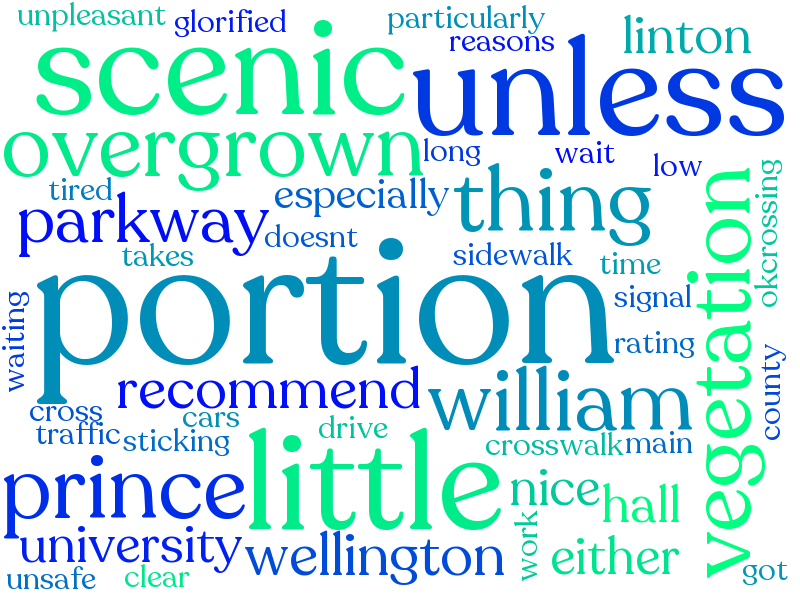 unpleasant
glorified
particularly
reasons
linton
scenic
unless
overgrown
long
wait
low
tired
especially
thing
parkway
doesnt
takes
sidewalk
time
okcrossing
vegetation
portion
signal
waiting
rating
recommend
william
county
cross
cars
traffic
sticking
drive
crosswalk
main
prince
little
nice
hall
university
wellington
work
either
unsafe
clear
got